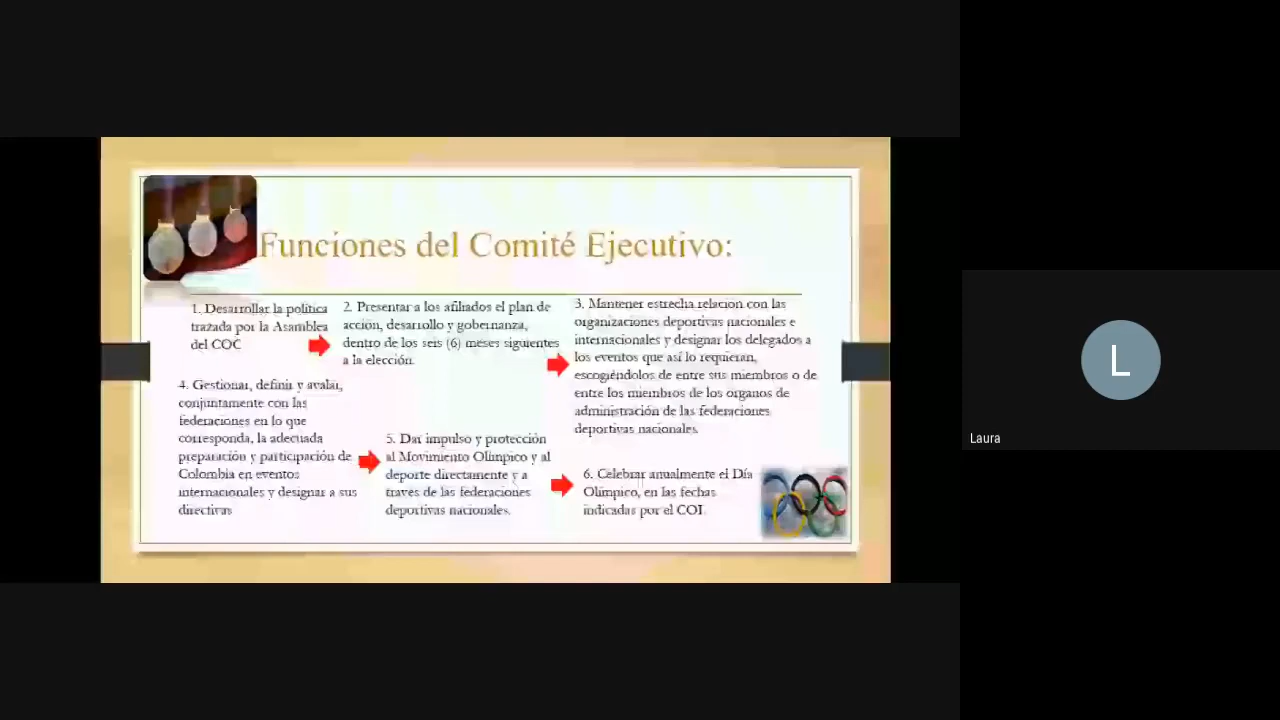 Funciones del Comité Ejecutivo:
1. Desarrollar la política
trazada por la Asamblea
del COC
2. Presentar a los afiliados el plan de
acción, desarrollo y gobernanza,
dentro de los seis (6) meses siguientes
a la elección.
3. Mantener estrecha relación con las
organizaciones deportivas nacionales e
internacionales y designar los delegados a
los eventos que así lo requieran,
escogiéndolos de entre sus miembros o de
entre los miembros de los órganos de
administración de las federaciones
deportivas nacionales.
4. Gestionar, definir y avalar,
conjuntamente con las
federaciones en lo que
corresponda, la adecuada
preparación y participación de
Colombia en eventos
internacionales y designar a sus
directivas
5. Dar impulso y protección
al Movimiento Olímpico y al
deporte directamente y a
través de las federaciones
deportivas nacionales.
6. Celebrar anualmente el Día
Olímpico, en las fechas
indicadas por el COI
L
Laura